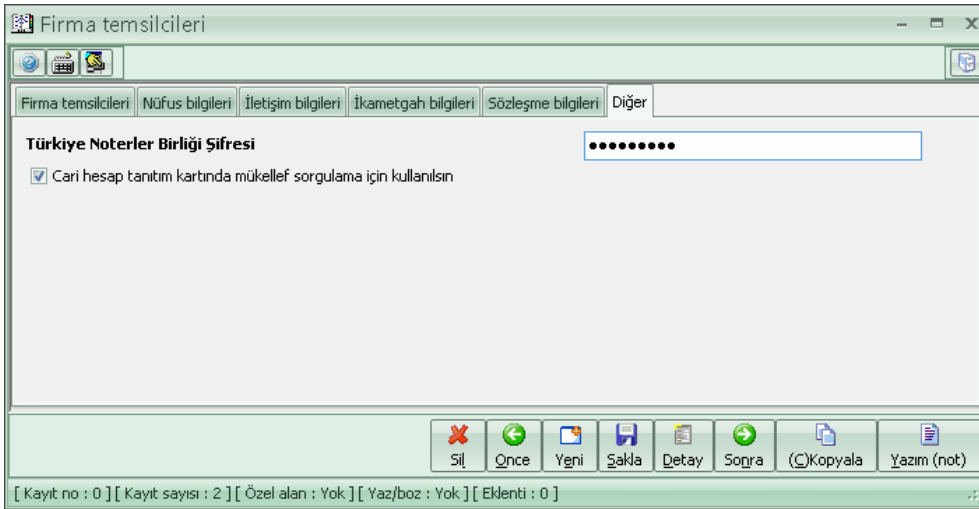 Firma temsilcileri
Firma temsilcileri Nüfus bilgileri İletişim bilgileri İkametgah bilgileri Sözleşme bilgileri Diğer
Türkiye Noterler Birliği Şifresi •••••••••
Cari hesap tanıtım kartında mükellef sorgulama için kullanılsın
Sil Önce Yeni Sakla Detay Sonra (C)Kopyala Yazım (not)
[ Kayıt no : 0 ] [ Kayıt sayısı : 2 ] [ Özel alan : Yok ] [ Yaz/boz : Yok ] [ Eklenti : 0 ]